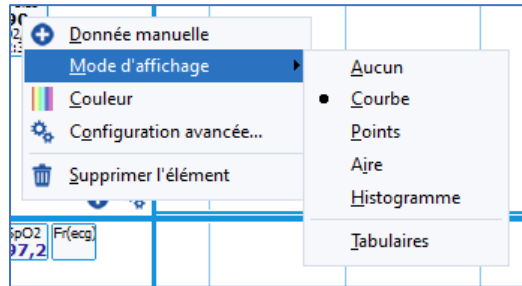 Donnée manuelle
Mode d'affichage
Couleur
Configuration avancée...
Supprimer l'élément
Aucun
Courbe
Points
Aire
Histogramme
Tabulaires
SpO2 Fr(ecg)
97,2